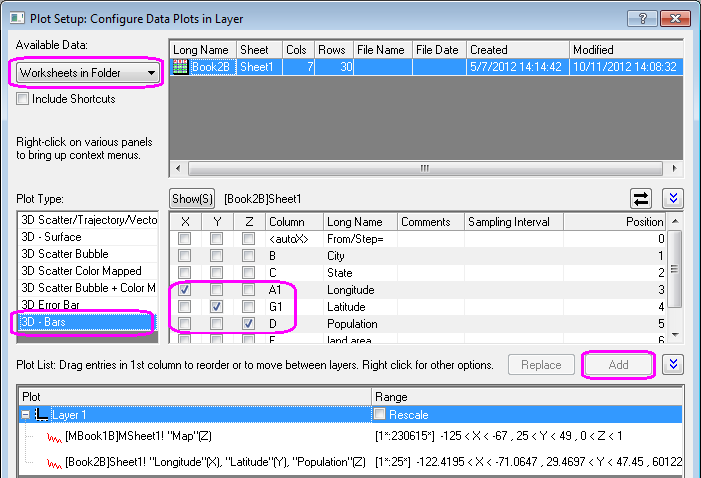 Plot Setup: Configure Data Plots in Layer
Available Data:
Worksheets in Folder
Include Shortcuts
Right-click on various panels
to bring up context menus.
Long Name Sheet Cols Rows File Name File Date Created Modified
Book2B Sheet1 7 30 5/7/2012 14:14:42 10/11/2012 14:08:32
Plot Type:
3D Scatter/Trajectory/Vecto
3D - Surface
3D Scatter Bubble
3D Scatter Color Mapped
3D Scatter Bubble + Color M
3D Error Bar
3D - Bars
Show(S) [Book2B]Sheet1
X Y Z Column Long Name Comments Sampling Interval Position
<autoX> From/Step= 0
B City 1
C State 2
A1 Longitude 3
G1 Latitude 4
D Population 5
land area 6
Plot List: Drag entries in 1st column to reorder or to move between layers. Right click for other options.
Replace
Add
Plot Range
Layer 1 Rescale
[MBook1B]MSheet1! "Map"(Z) [1*:230615*] -125 < X < -67 , 25 < Y < 49 , 0 < Z < 1
[Book2B]Sheet1! "Longitude"(X), "Latitude"(Y), "Population"(Z) [1*:25*] -122.4195 < X < -71.0647 , 29.4697 < Y < 47.45 , 60122